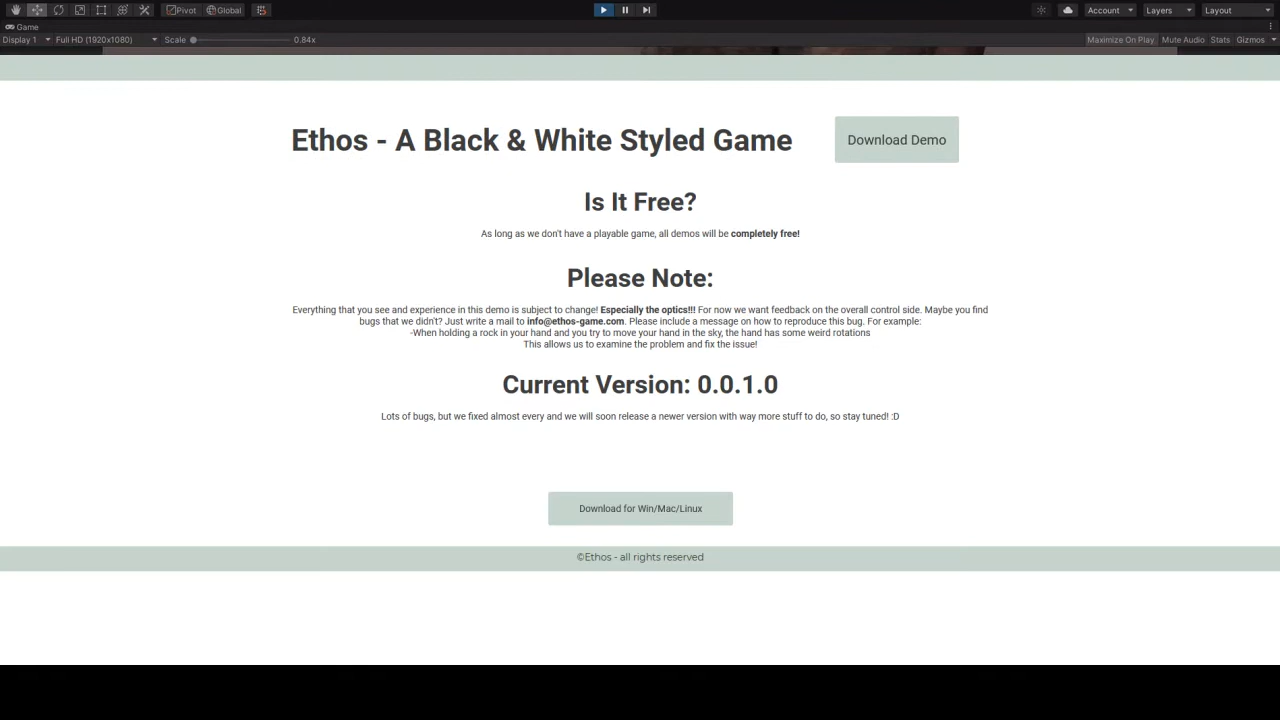 Pivot Global Account Layers Layout
Game
Display 1 Full HD (1920x1080) Scale 0.84x Maximize On Play Mute Audio Stats Gizmos
Ethos - A Black & White Styled Game
Download Demo
Is It Free?
As long as we don't have a playable game, all demos will be completely free!
Please Note:
Everything that you see and experience in this demo is subject to change! Especially the optics!!! For now we want feedback on the overall control side. Maybe you find
bugs that we didn't? Just write a mail to info@ethos-game.com. Please include a message on how to reproduce this bug. For example:
-When holding a rock in your hand and you try to move your hand in the sky, the hand has some weird rotations
This allows us to examine the problem and fix the issue!
Current Version: 0.0.1.0
Lots of bugs, but we fixed almost every and we will soon release a newer version with way more stuff to do, so stay tuned! :D
Download for Win/Mac/Linux
©Ethos - all rights reserved